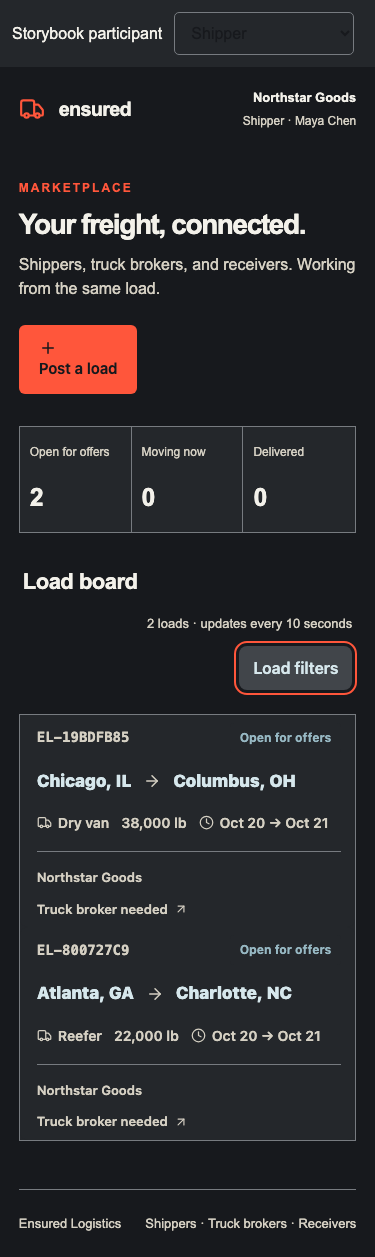 Storybook participant Shipper
ensured
Northstar Goods
Shipper · Maya Chen
MARKETPLACE
Your freight, connected.
Shippers, truck brokers, and receivers. Working
from the same load.
+
Post a load
Open for offers Moving now Delivered
2 0 0
Load board
2 loads · updates every 10 seconds
Load filters
EL-19BDFB85 Open for offers
Chicago, IL → Columbus, OH
Dry van 38,000 lb Oct 20 → Oct 21
Northstar Goods
Truck broker needed ↗
EL-800727C9 Open for offers
Atlanta, GA → Charlotte, NC
Reefer 22,000 lb Oct 20 → Oct 21
Northstar Goods
Truck broker needed ↗
Ensured Logistics Shippers · Truck brokers · Receivers